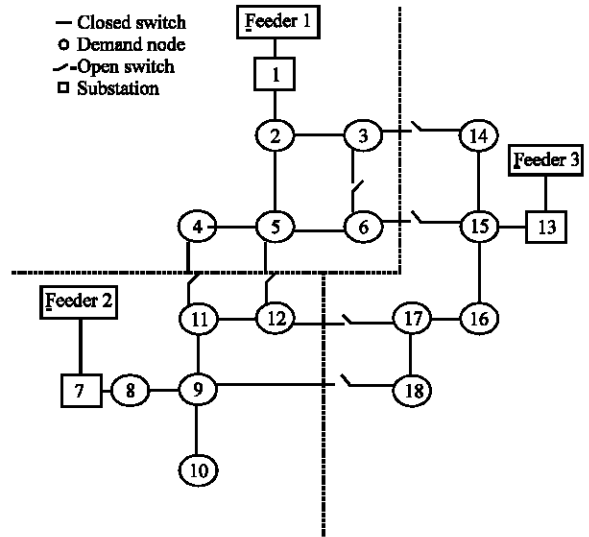 Closed switch
Demand node
Open switch
Substation
Feeder 1
1
2
3
14
Feeder 3
4
5
6
15
13
Feeder 2
11
12
17
16
7
8
9
18
10